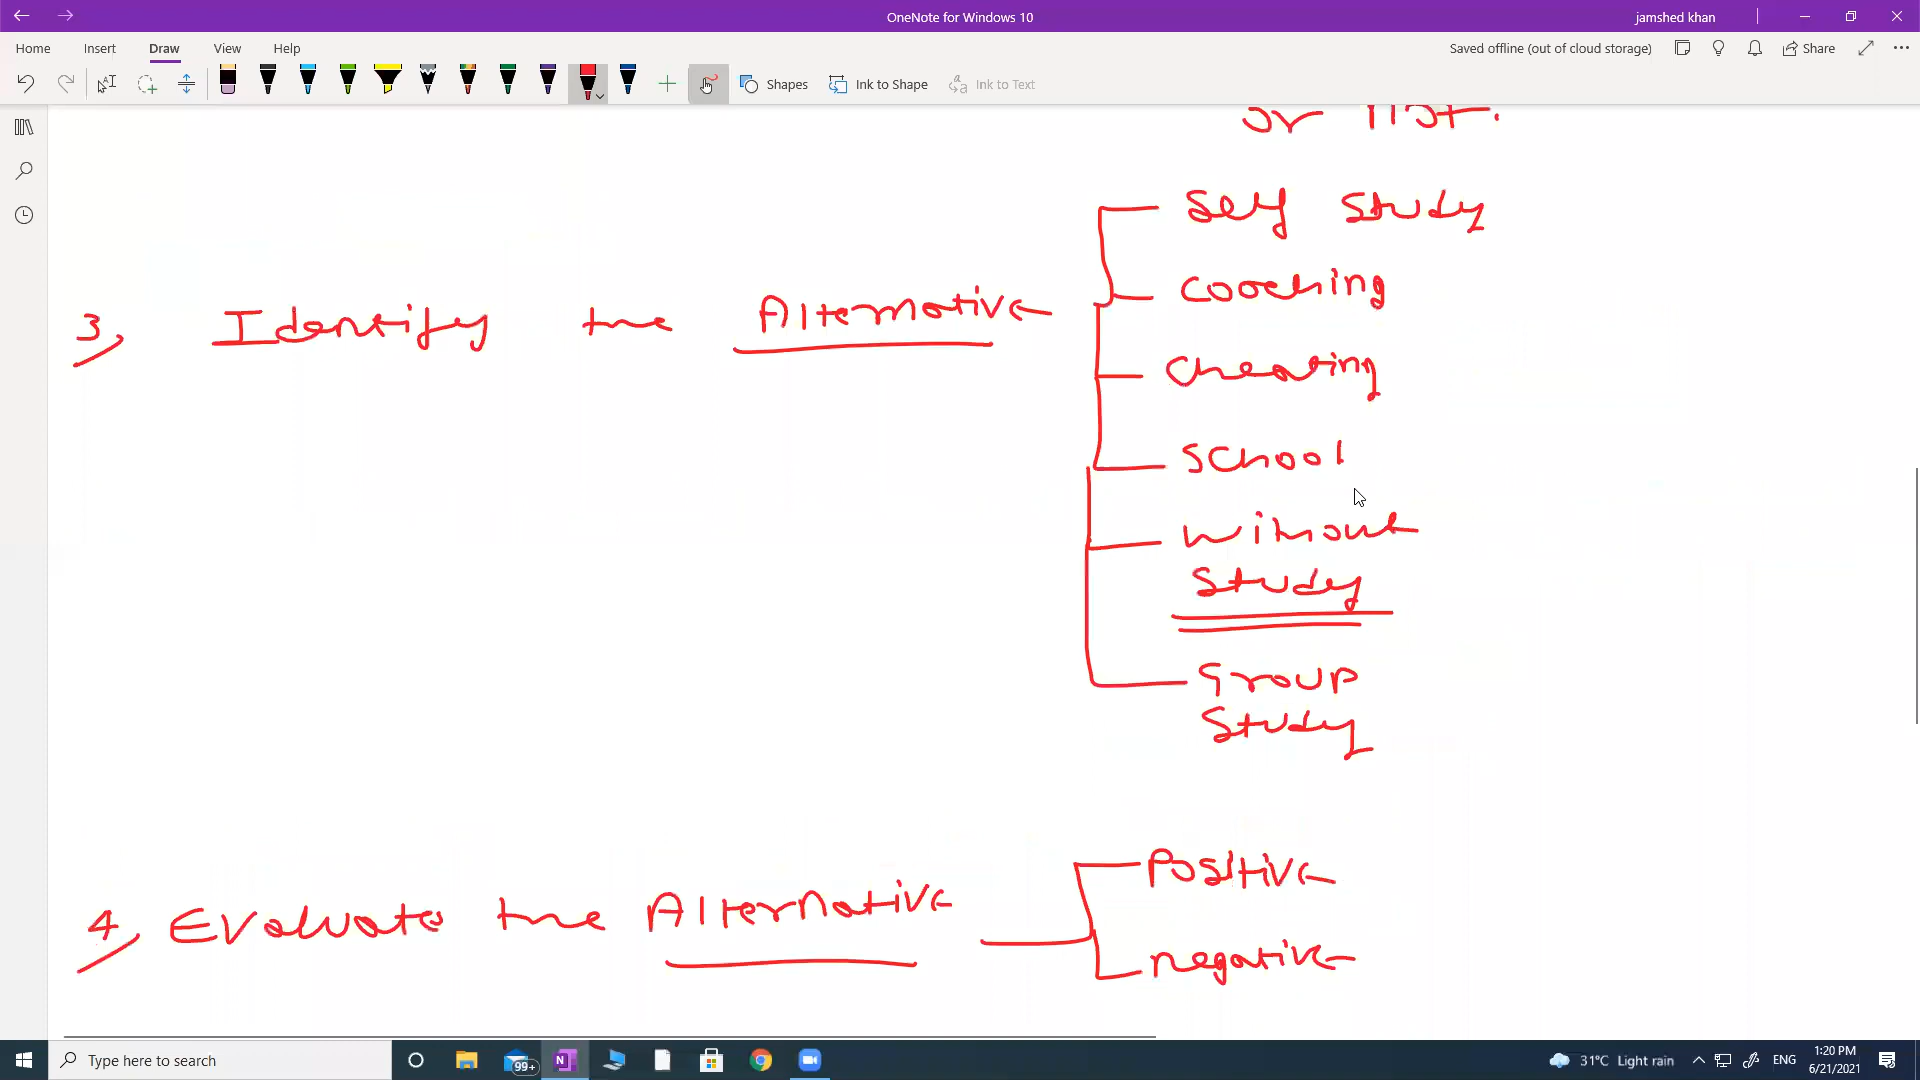 OneNote for Windows 10
jamshed khan
Home Insert Draw View Help
Saved offline (out of cloud storage)
Share
Shapes
Ink to Shape
Ink to Text
or list.
3, Identify the Alternative
Self Study
Cooching
Cheating
School
Without
Study
Group
Study
4, Evaluate the Alternative
Positive
negative
Type here to search
99+
31°C Light rain
ENG
1:20 PM
6/21/2021